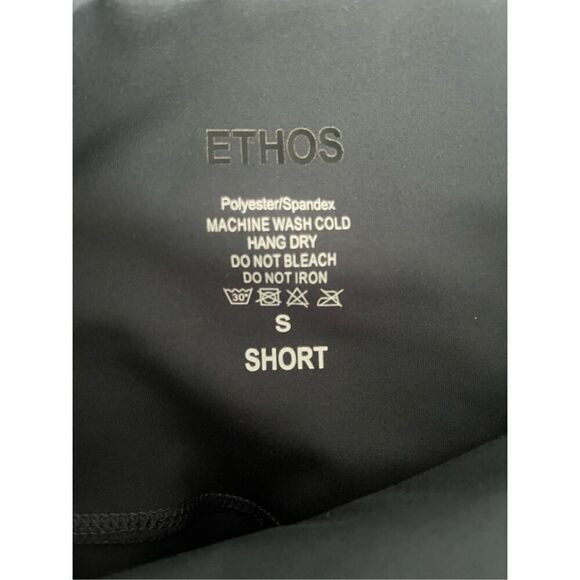 ETHOS
Polyester/Spandex
MACHINE WASH COLD
HANG DRY
DO NOT BLEACH
DO NOT IRON
30°
S
SHORT